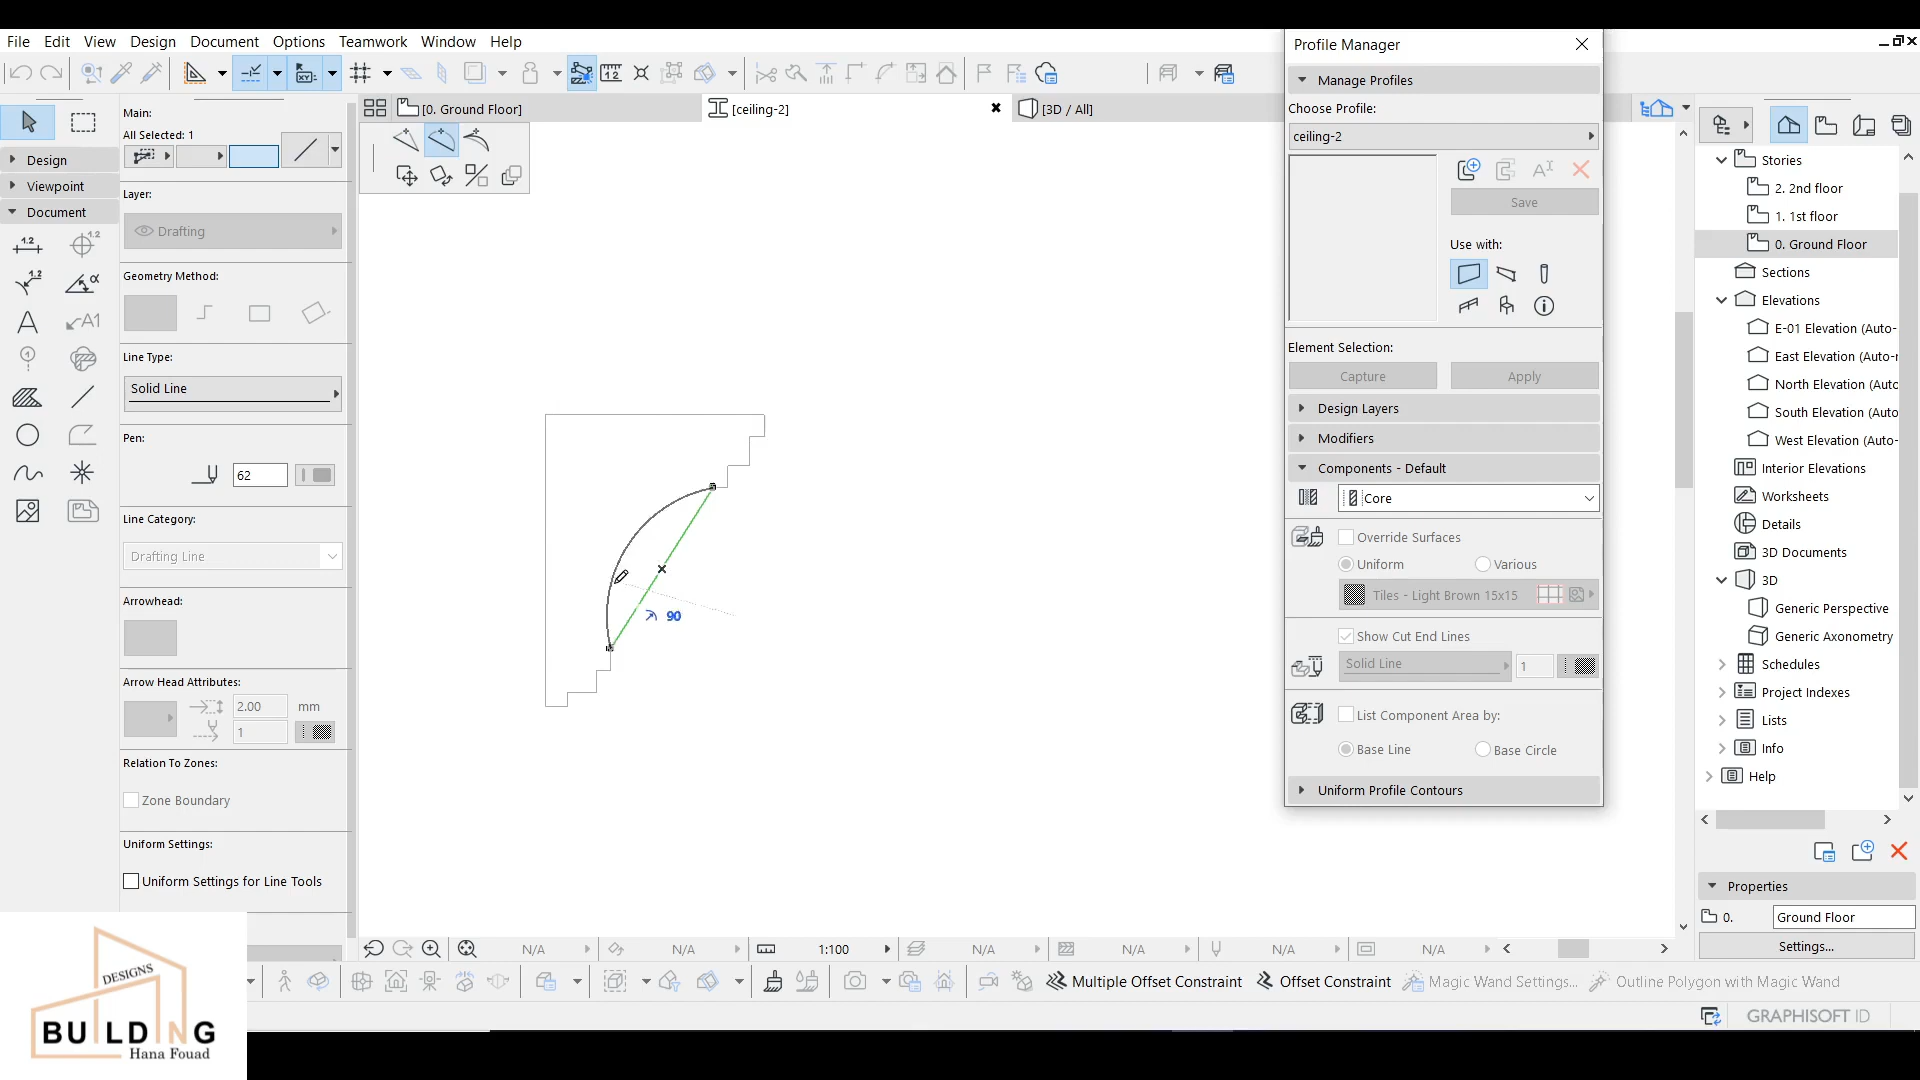 File Edit View Design Document Options Teamwork Window Help
Profile Manager
Manage Profiles
Choose Profile:
ceiling-2
Save
Use with:
Element Selection:
Capture Apply
Design Layers
Modifiers
Components - Default
Core
Override Surfaces
Uniform Various
Tiles - Light Brown 15x15
Show Cut End Lines
Solid Line 1
List Component Area by:
Base Line Base Circle
Uniform Profile Contours
[0. Ground Floor] [ceiling-2] [3D / All]
Design
Viewpoint
Document
Main:
All Selected: 1
Layer:
Drafting
Geometry Method:
Line Type:
Solid Line
Pen:
62
Line Category:
Drafting Line
Arrowhead:
Arrow Head Attributes:
2.00 mm
1
Relation To Zones:
Zone Boundary
Uniform Settings:
Uniform Settings for Line Tools
90
Stories
2. 2nd floor
1. 1st floor
0. Ground Floor
Sections
Elevations
E-01 Elevation (Auto-
East Elevation (Auto-r
North Elevation (Auto
South Elevation (Auto
West Elevation (Auto-
Interior Elevations
Worksheets
Details
3D Documents
3D
Generic Perspective
Generic Axonometry
Schedules
Project Indexes
Lists
Info
Help
Properties
0. Ground Floor
Settings...
N/A N/A 1:100 N/A N/A N/A N/A
Multiple Offset Constraint Offset Constraint Magic Wand Settings... Outline Polygon with Magic Wand
GRAPHISOFT ID
DESIGNS
BUILDING
Hana Fouad